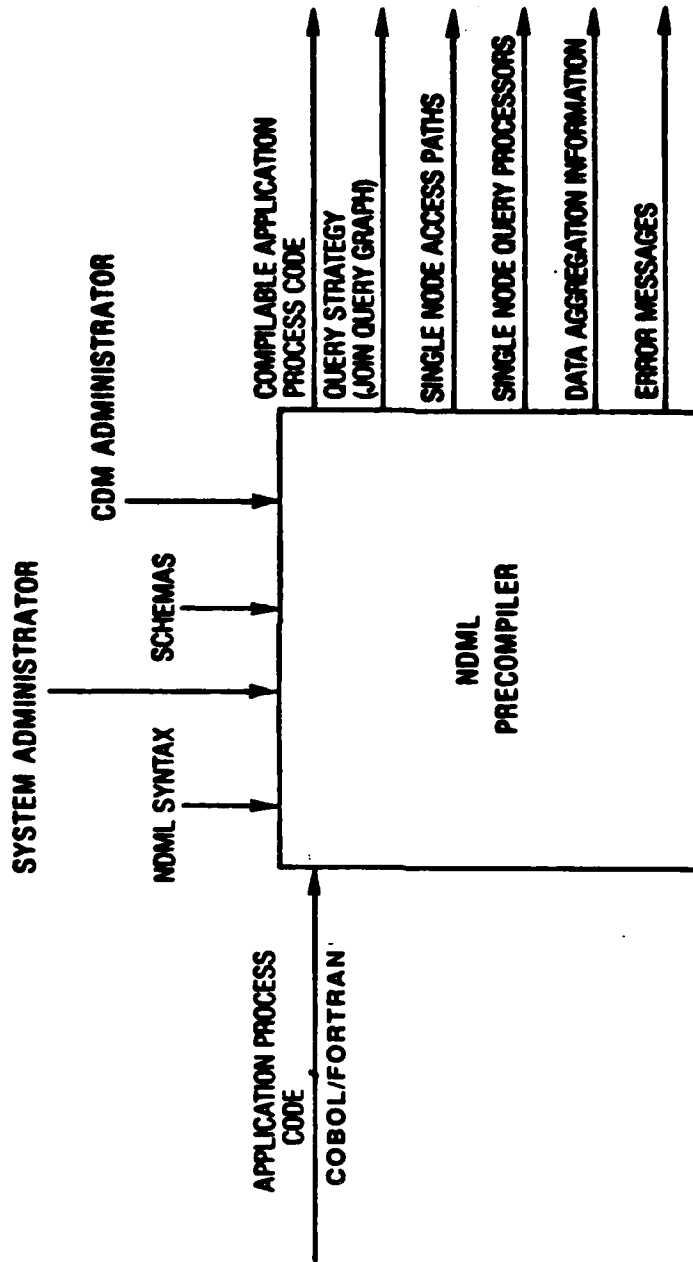 SYSTEM ADMINISTRATOR
CDM ADMINISTRATOR
NDML SYNTAX
SCHEMAS
APPLICATION PROCESS
CODE
COBOL/FORTRAN
NDML
PRECOMPILER
COMPILABLE APPLICATION
PROCESS CODE
QUERY STRATEGY
(JOIN QUERY GRAPH)
SINGLE NODE ACCESS PATHS
SINGLE NODE QUERY PROCESSORS
DATA AGGREGATION INFORMATION
ERROR MESSAGES